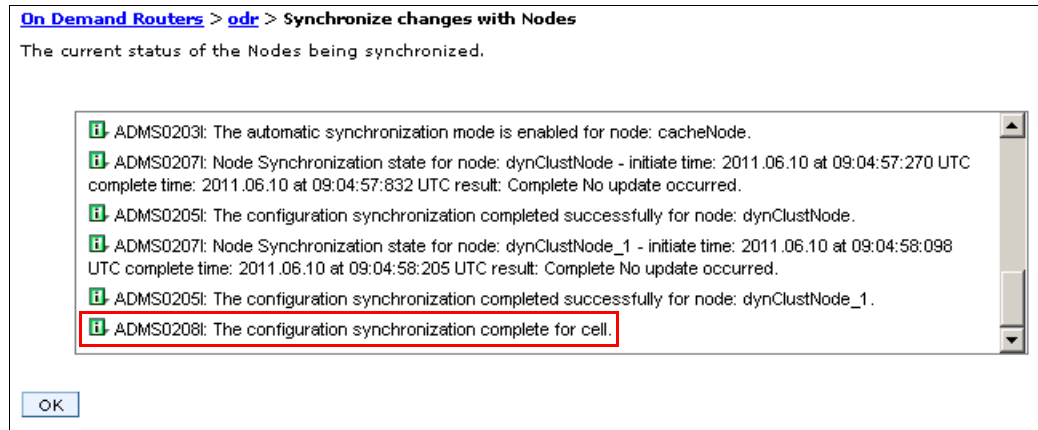 On Demand Routers > odr > Synchronize changes with Nodes
The current status of the Nodes being synchronized.
ADMS0203I: The automatic synchronization mode is enabled for node: cacheNode.
ADMS0207I: Node Synchronization state for node: dynClustNode - initiate time: 2011.06.10 at 09:04:57:270 UTC
complete time: 2011.06.10 at 09:04:57:832 UTC result: Complete No update occurred.
ADMS0205I: The configuration synchronization completed successfully for node: dynClustNode.
ADMS0207I: Node Synchronization state for node: dynClustNode_1 - initiate time: 2011.06.10 at 09:04:58:098
UTC complete time: 2011.06.10 at 09:04:58:205 UTC result: Complete No update occurred.
ADMS0205I: The configuration synchronization completed successfully for node: dynClustNode_1.
ADMS0208I: The configuration synchronization complete for cell.
OK